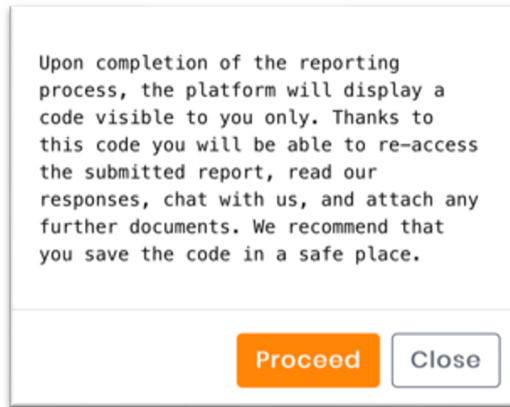 Upon completion of the reporting
process, the platform will display a
code visible to you only. Thanks to
this code you will be able to re-access
the submitted report, read our
responses, chat with us, and attach any
further documents. We recommend that
you save the code in a safe place.
Proceed
Close